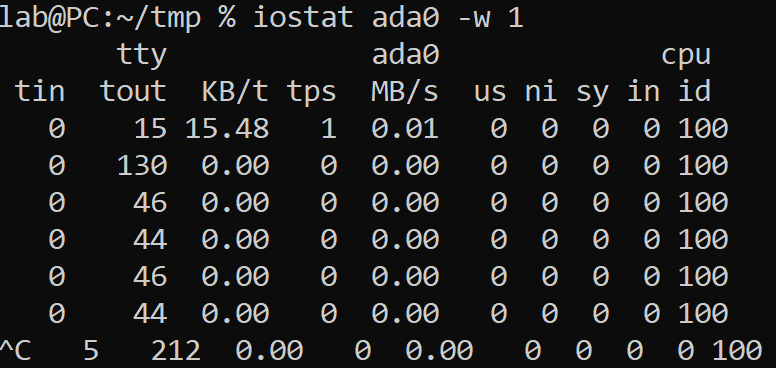 lab@PC:~/tmp % iostat ada0 -w 1
       tty            ada0             cpu
 tin  tout  KB/t tps  MB/s  us ni sy in id
   0    15 15.48   1  0.01   0  0  0  0 100
   0   130  0.00   0  0.00   0  0  0  0 100
   0    46  0.00   0  0.00   0  0  0  0 100
   0    44  0.00   0  0.00   0  0  0  0 100
   0    46  0.00   0  0.00   0  0  0  0 100
   0    44  0.00   0  0.00   0  0  0  0 100
^C   5   212  0.00   0  0.00   0  0  0  0 100